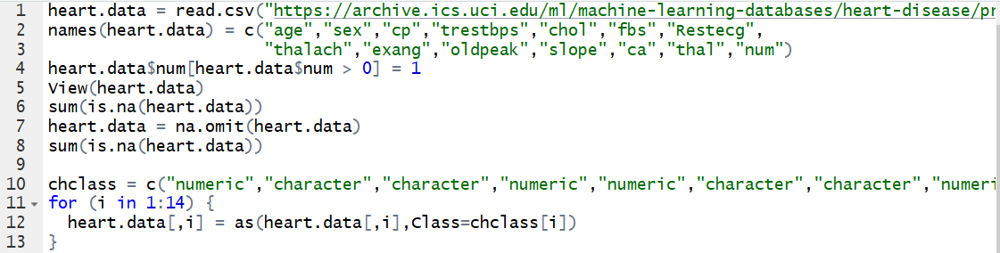 1 heart.data = read.csv("https://archive.ics.uci.edu/ml/machine-learning-databases/heart-disease/pr
2 names(heart.data) = c("age","sex","cp","trestbps","chol","fbs","Restecg",
3 "thalach","exang","oldpeak","slope","ca","thal","num")
4 heart.data$num[heart.data$num > 0] = 1
5 View(heart.data)
6 sum(is.na(heart.data))
7 heart.data = na.omit(heart.data)
8 sum(is.na(heart.data))
9
10 chclass = c("numeric","character","character","numeric","numeric","character","character","numeri
11 for (i in 1:14) {
12 heart.data[,i] = as(heart.data[,i],Class=chclass[i])
13 }